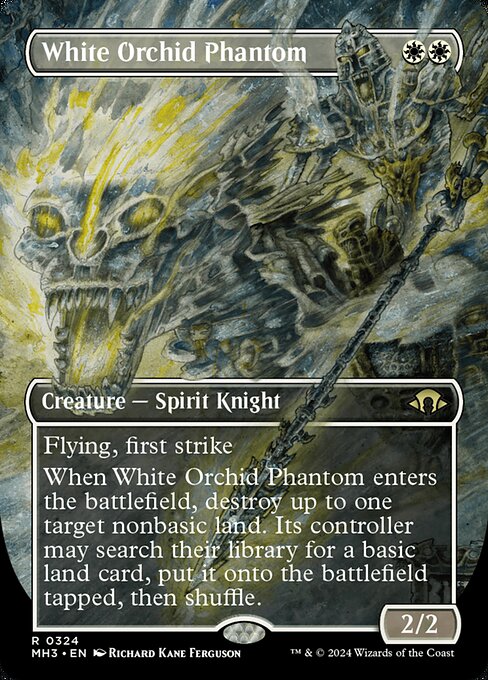 White Orchid Phantom
Creature — Spirit Knight
Flying, first strike
When White Orchid Phantom enters
the battlefield, destroy up to one
target nonbasic land. Its controller
may search their library for a basic
land card, put it onto the battlefield
tapped, then shuffle.
2/2
R 0324
MH3 • EN Richard Kane Ferguson
™ & © 2024 Wizards of the Coast